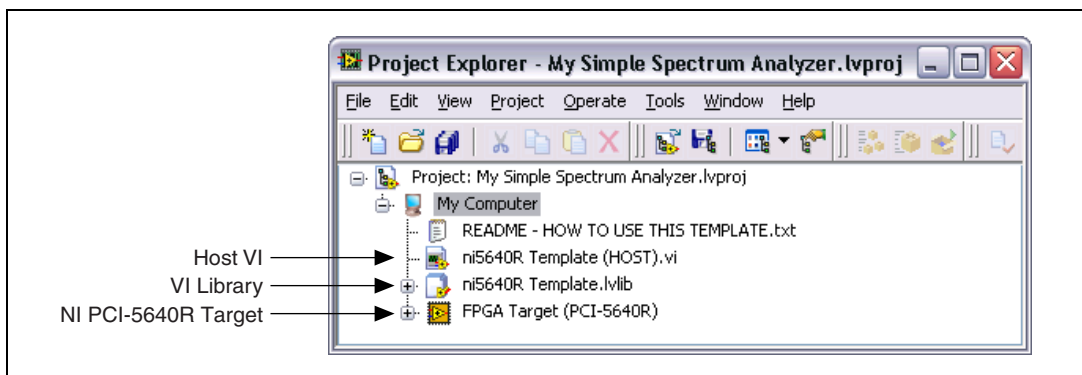 Project Explorer - My Simple Spectrum Analyzer.lvproj
File Edit View Project Operate Tools Window Help
Project: My Simple Spectrum Analyzer.lvproj
My Computer
README - HOW TO USE THIS TEMPLATE.txt
Host VI ni5640R Template (HOST).vi
VI Library ni5640R Template.lvlib
NI PCI-5640R Target FPGA Target (PCI-5640R)